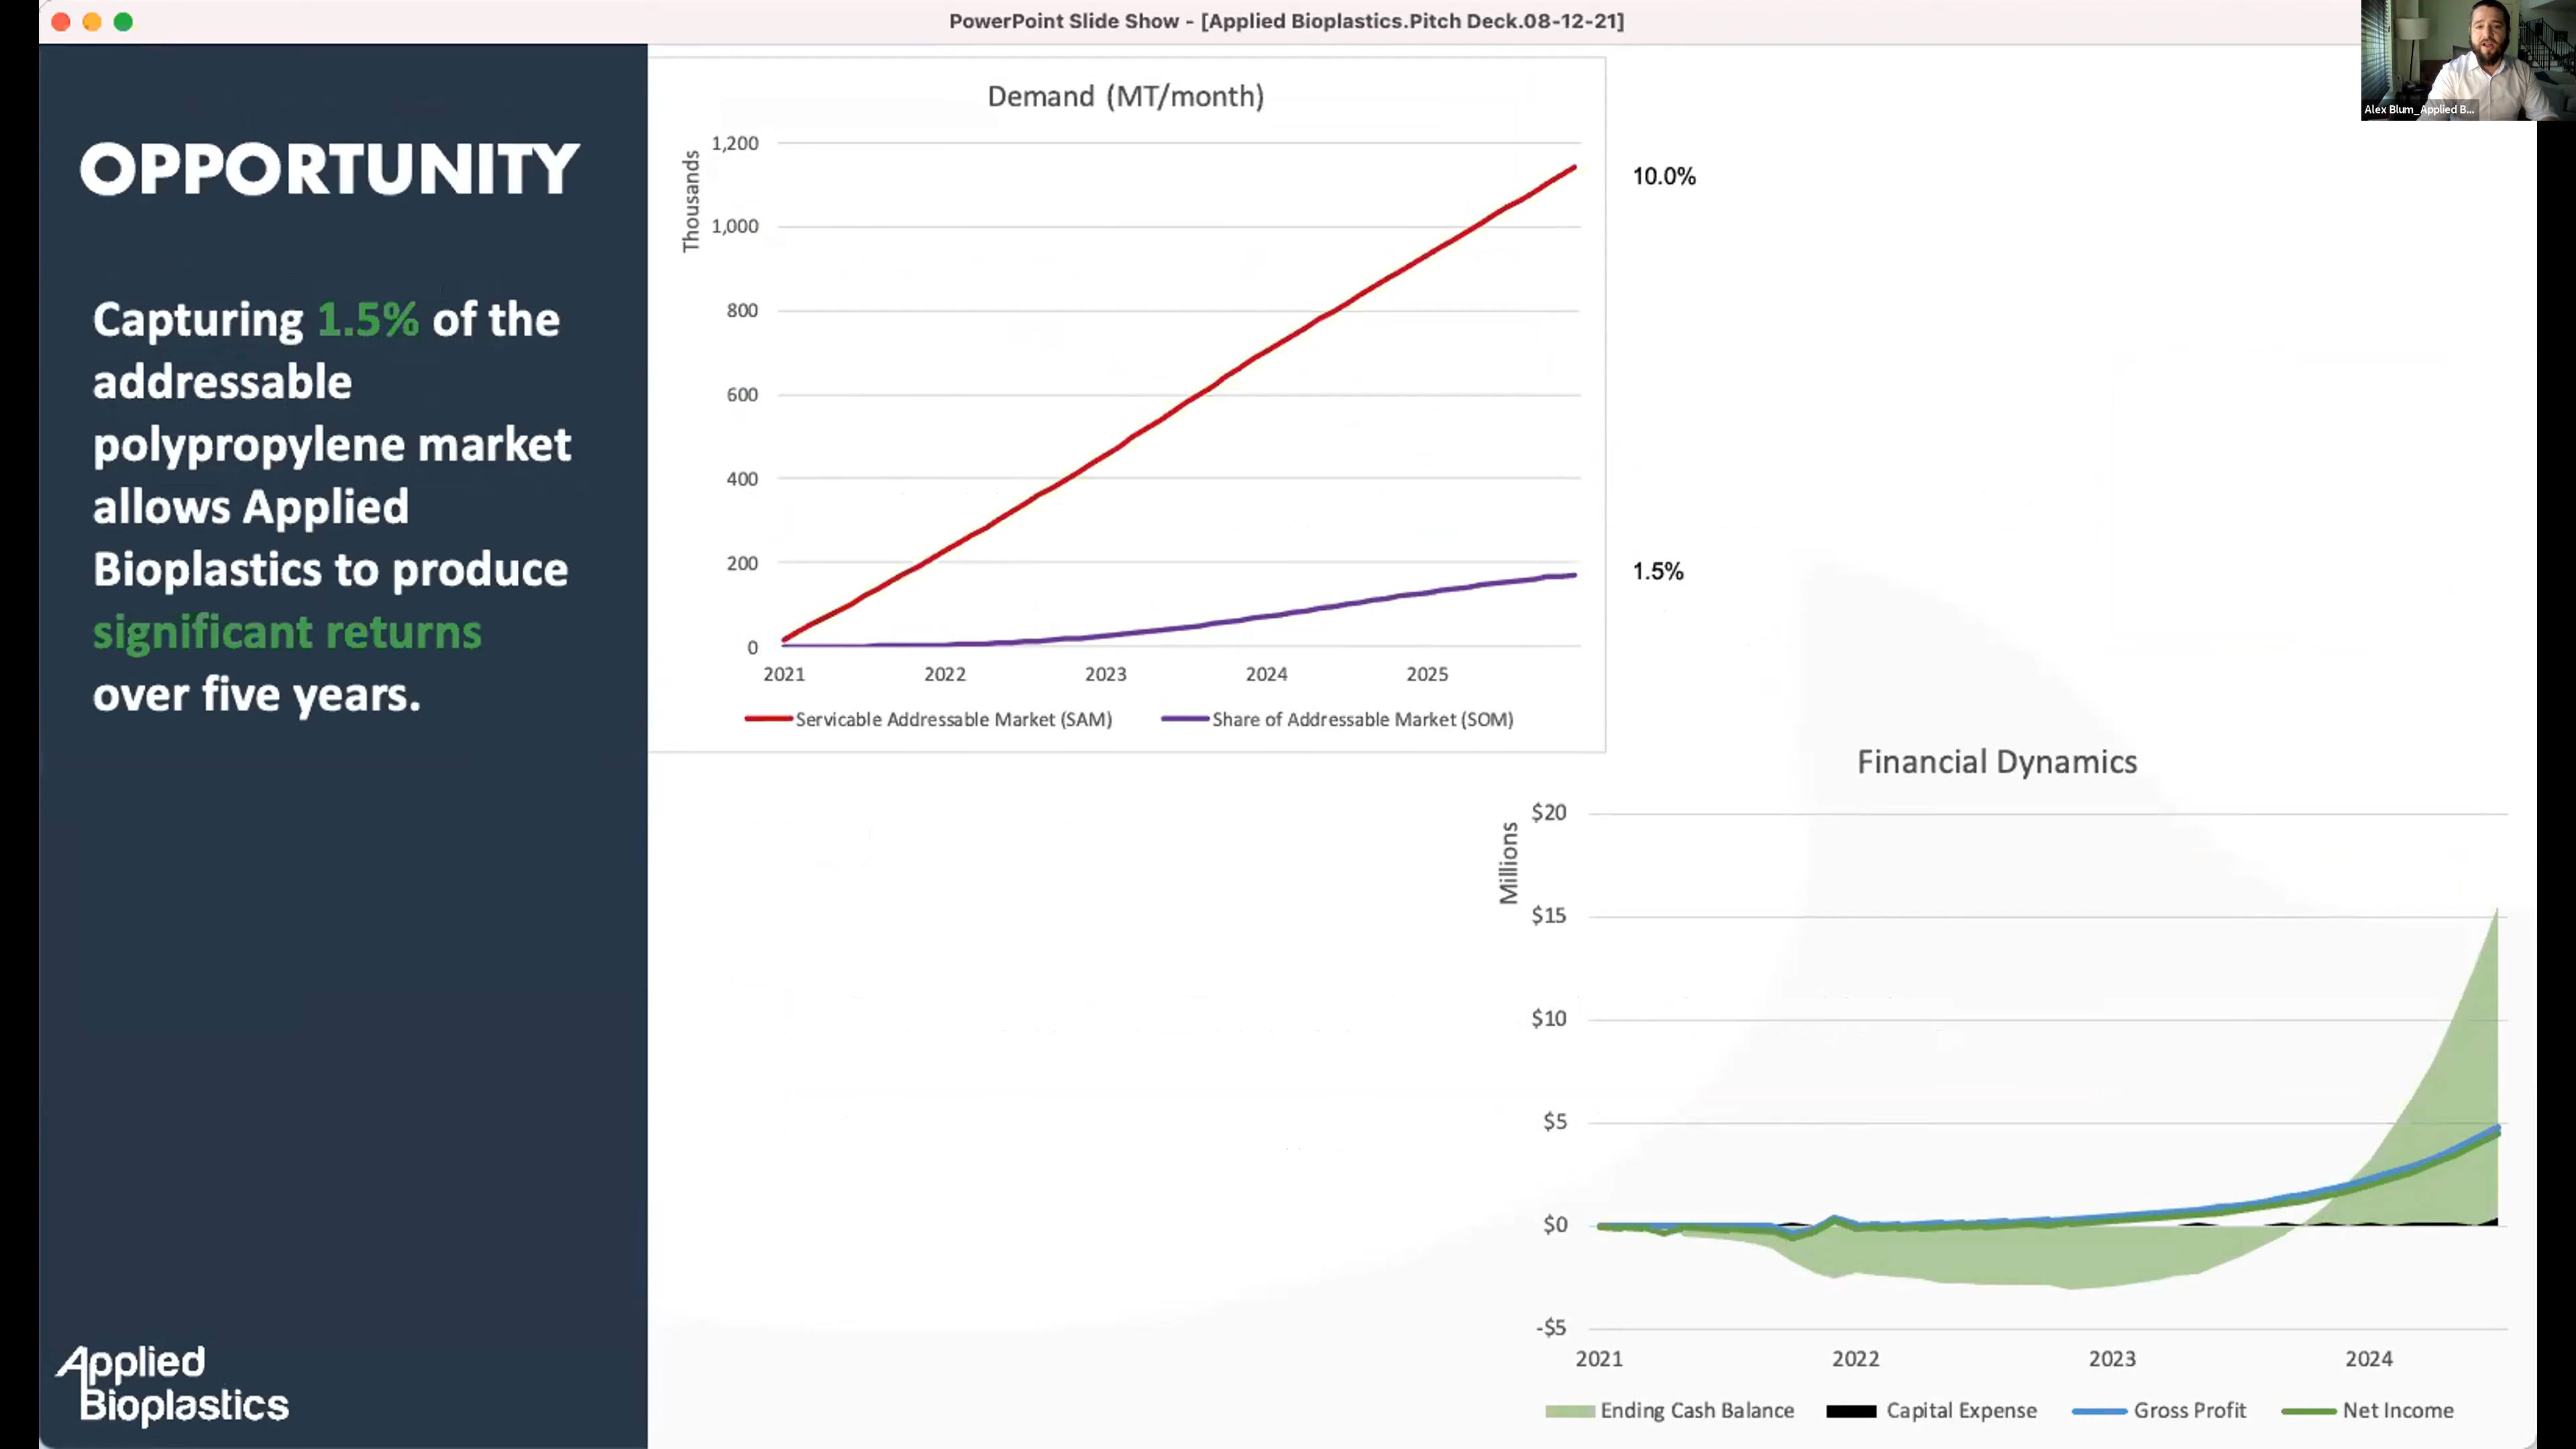 PowerPoint Slide Show - [Applied Bioplastics.Pitch Deck.08-12-21]
Alex Blum_Applied B...
OPPORTUNITY
Capturing 1.5% of the
addressable
polypropylene market
allows Applied
Bioplastics to produce
significant returns
over five years.
Applied
Bioplastics
Demand (MT/month)
Thousands
1,200
1,000
800
600
400
200
0
2021 2022 2023 2024 2025
Servicable Addressable Market (SAM) Share of Addressable Market (SOM)
10.0%
1.5%
Financial Dynamics
Millions
$20
$15
$10
$5
$0
-$5
2021 2022 2023 2024
Ending Cash Balance Capital Expense Gross Profit Net Income